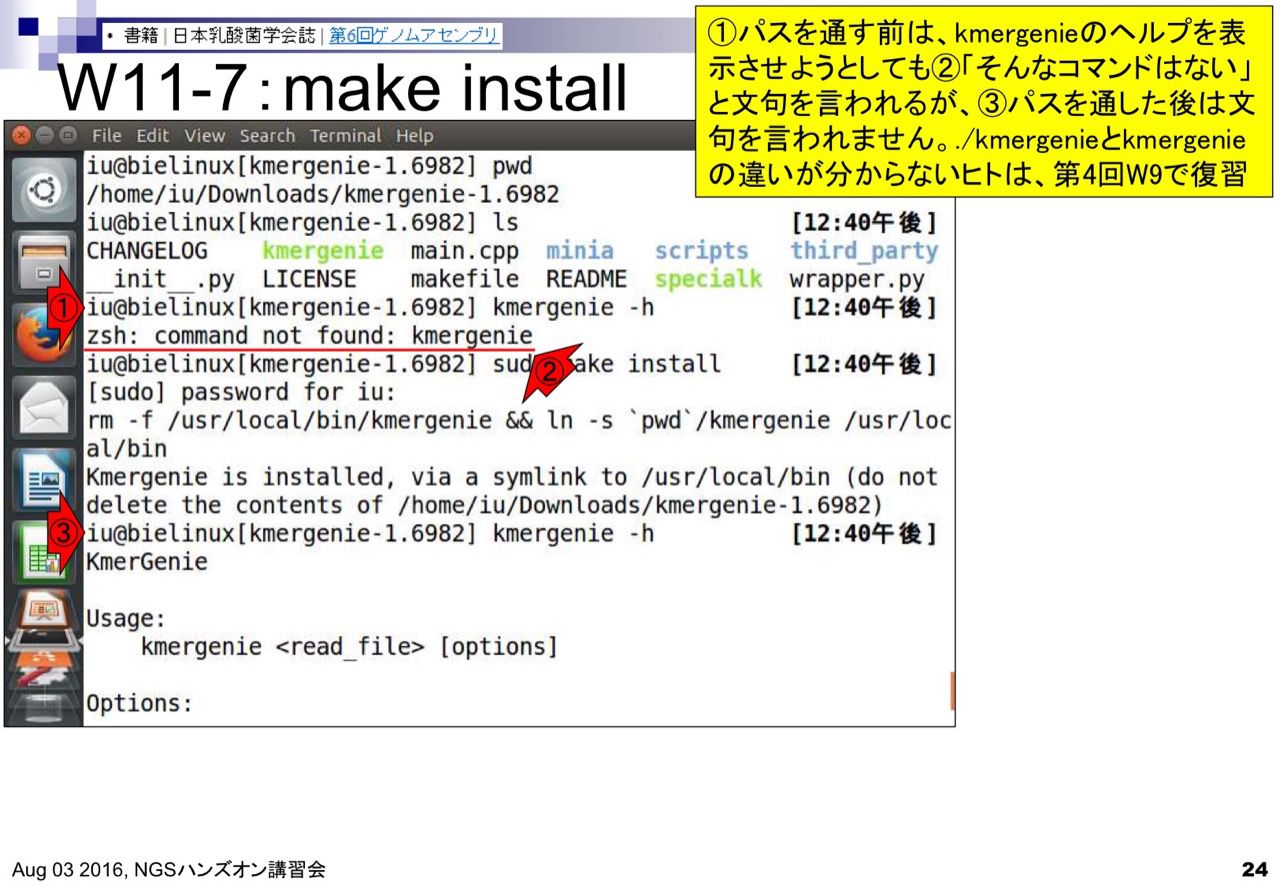 • 書籍 | 日本乳酸菌学会誌 | 第6回ゲノムアセンブリ
W11-7：make install
①パスを通す前は、kmergenieのヘルプを表
示させようとしても②「そんなコマンドはない」
と文句を言われるが、③パスを通した後は文
句を言われません。./kmergenieとkmergenie
の違いが分からないヒトは、第4回W9で復習
File Edit View Search Terminal Help
iu@bielinux[kmergenie-1.6982] pwd
/home/iu/Downloads/kmergenie-1.6982
iu@bielinux[kmergenie-1.6982] ls [12:40午後]
CHANGELOG kmergenie main.cpp minia scripts third_party
__init__.py LICENSE makefile README specialk wrapper.py
① iu@bielinux[kmergenie-1.6982] kmergenie -h [12:40午後]
zsh: command not found: kmergenie
iu@bielinux[kmergenie-1.6982] sud ② ake install [12:40午後]
[sudo] password for iu:
rm -f /usr/local/bin/kmergenie && ln -s `pwd`/kmergenie /usr/loc
al/bin
Kmergenie is installed, via a symlink to /usr/local/bin (do not
delete the contents of /home/iu/Downloads/kmergenie-1.6982)
③ iu@bielinux[kmergenie-1.6982] kmergenie -h [12:40午後]
KmerGenie
Usage:
kmergenie <read_file> [options]
Options:
Aug 03 2016, NGSハンズオン講習会
24